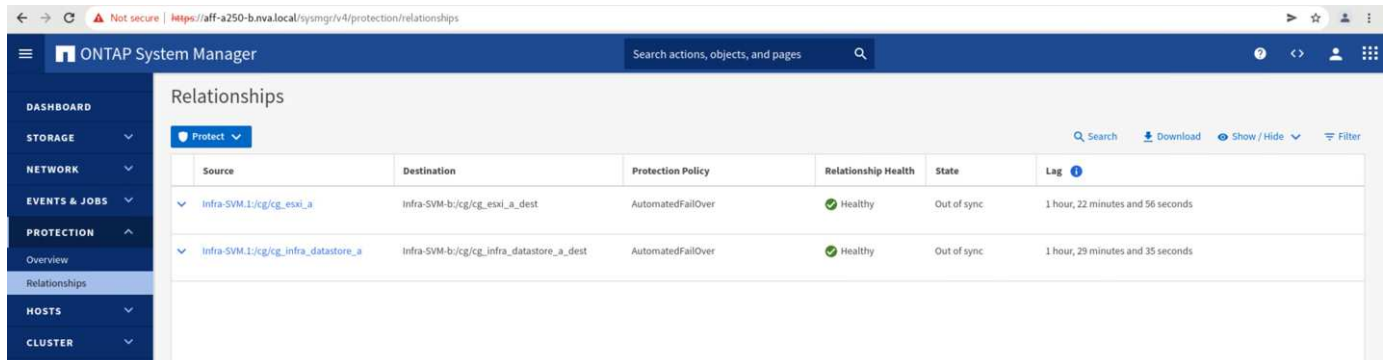 Not secure | https://aff-a250-b.nva.local/sysmgr/v4/protection/relationships
ONTAP System Manager
Search actions, objects, and pages
DASHBOARD
STORAGE
NETWORK
EVENTS & JOBS
PROTECTION
Overview
Relationships
HOSTS
CLUSTER
Relationships
Protect
Search Download Show / Hide Filter
Source Destination Protection Policy Relationship Health State Lag
Infra-SVM.1:/cg/cg_esxi_a Infra-SVM-b:/cg/cg_esxi_a_dest AutomatedFailOver Healthy Out of sync 1 hour, 22 minutes and 56 seconds
Infra-SVM.1:/cg/cg_infra_datastore_a Infra-SVM-b:/cg/cg_infra_datastore_a_dest AutomatedFailOver Healthy Out of sync 1 hour, 29 minutes and 35 seconds